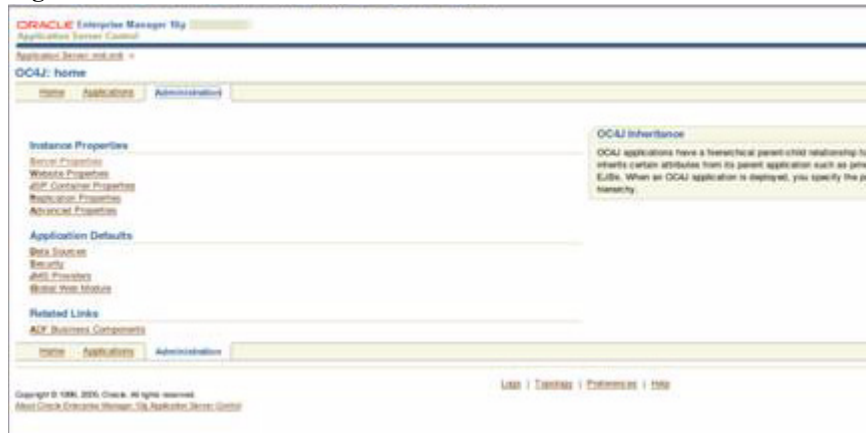 ORACLE Enterprise Manager 10g
Application Server Control
Application Server:
OC4J: home
Home Applications Administration
Instance Properties
Server Properties
Website Properties
JSP Container Properties
Replication Properties
Advanced Properties
Application Defaults
Data Sources
Security
JMS Providers
Global Web Module
Related Links
ADF Business Components
OC4J Inheritance
OC4J applications have a hierarchical parent-child relationship
inherits certain attributes from its parent application such as
EJBs. When an OC4J application is deployed, you specify the
hierarchy.
Home Applications Administration
Logs | Topology | Preferences | Help
Copyright © 1996, 2005, Oracle. All rights reserved.
About Oracle Enterprise Manager 10g Application Server Control